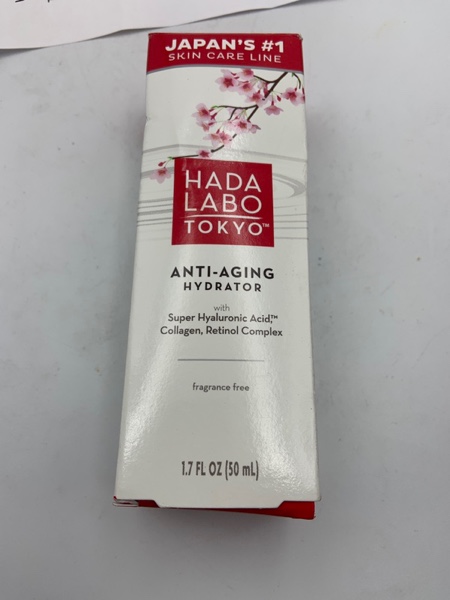 JAPAN'S #1
SKIN CARE LINE
HADA
LABO
TOKYO™
ANTI-AGING
HYDRATOR
with
Super Hyaluronic Acid,™
Collagen, Retinol Complex
fragrance free
1.7 FL OZ (50 mL)